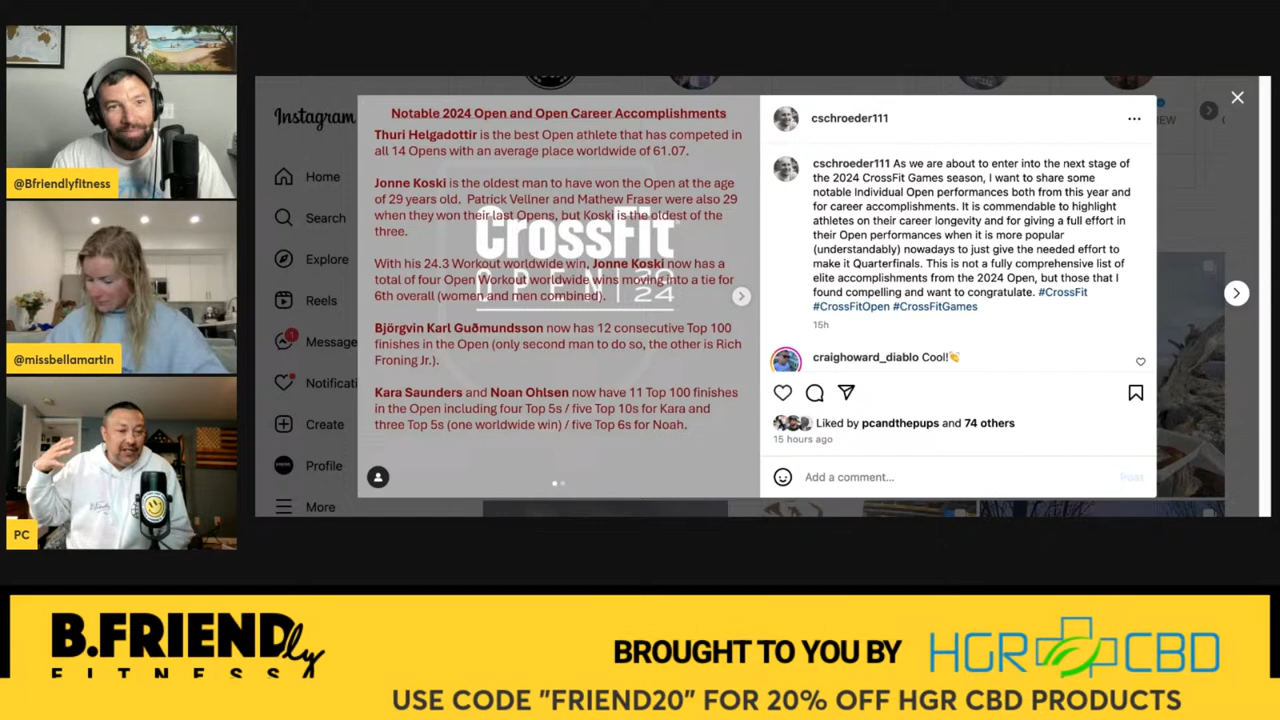 @Bfriendlyfitness
@missbellamartin
PC
Instagram
Home
Search
Explore
Reels
1
Message
Notificati
Create
Profile
More
Notable 2024 Open and Open Career Accomplishments
Thuri Helgadottir is the best Open athlete that has competed in
all 14 Opens with an average place worldwide of 61.07.
Jonne Koski is the oldest man to have won the Open at the age
of 29 years old. Patrick Vellner and Mathew Fraser were also 29
when they won their last Opens, but Koski is the oldest of the
three.
With his 24.3 Workout worldwide win, Jonne Koski now has a
total of four Open Workout worldwide wins moving into a tie for
6th overall (women and men combined).
Björgvin Karl Guðmundsson now has 12 consecutive Top 100
finishes in the Open (only second man to do so, the other is Rich
Froning Jr.).
Kara Saunders and Noan Ohlsen now have 11 Top 100 finishes
in the Open including four Top 5s / five Top 10s for Kara and
three Top 5s (one worldwide win) / five Top 6s for Noah.
CrossFit
OPEN 24
cschroeder111
cschroeder111 As we are about to enter into the next stage of
the 2024 CrossFit Games season, I want to share some
notable Individual Open performances both from this year and
for career accomplishments. It is commendable to highlight
athletes on their career longevity and for giving a full effort in
their Open performances when it is more popular
(understandably) nowadays to just give the needed effort to
make it Quarterfinals. This is not a fully comprehensive list of
elite accomplishments from the 2024 Open, but those that I
found compelling and want to congratulate. #CrossFit
#CrossFitOpen #CrossFitGames
15h
craighoward_diablo Cool!👏
Liked by pcandthepups and 74 others
15 hours ago
Add a comment...
Post
B.FRIENDly
FITNESS
BROUGHT TO YOU BY
HGR CBD
USE CODE "FRIEND20" FOR 20% OFF HGR CBD PRODUCTS